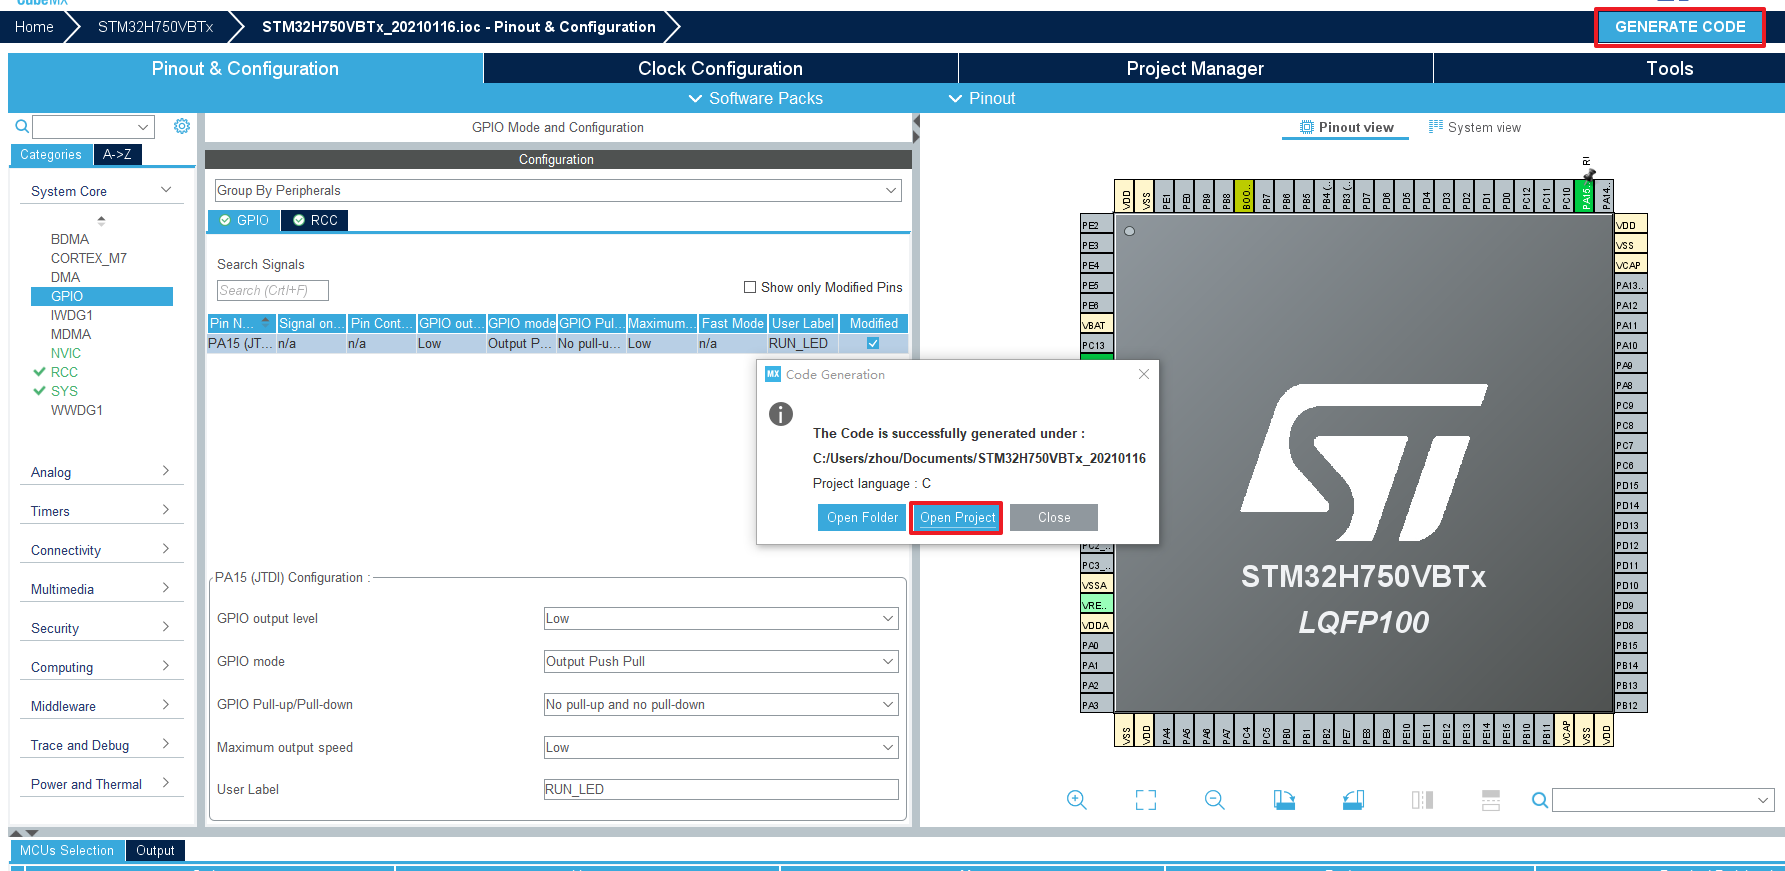 CubeMX
Home
STM32H750VBTx
STM32H750VBTx_20210116.ioc - Pinout & Configuration
GENERATE CODE
Pinout & Configuration
Clock Configuration
Project Manager
Tools
Software Packs
Pinout
GPIO Mode and Configuration
Pinout view
System view
Categories
A->Z
Configuration
System Core
Group By Peripherals
GPIO
RCC
BDMA
CORTEX_M7
DMA
GPIO
IWDG1
MDMA
NVIC
RCC
SYS
WWDG1
Analog
Timers
Connectivity
Multimedia
Security
Computing
Middleware
Trace and Debug
Power and Thermal
Search Signals
Search (CrtI+F)
Show only Modified Pins
Pin N... Signal on... Pin Cont... GPIO out... GPIO mode GPIO Pul... Maximum... Fast Mode User Label Modified
PA15 (JT... n/a n/a Low Output P... No pull-u... Low n/a RUN_LED
MX Code Generation
The Code is successfully generated under :
C:/Users/zhou/Documents/STM32H750VBTx_20210116
Project language : C
Open Folder
Open Project
Close
PA15 (JTDI) Configuration :
GPIO output level
Low
GPIO mode
Output Push Pull
GPIO Pull-up/Pull-down
No pull-up and no pull-down
Maximum output speed
Low
User Label
RUN_LED
VDD VSS PE1 PE0 PB9 PB8 BOO.. PB7 PB6 PB5 PB4 (.. PB3 (.. PD7 PD6 PD5 PD4 PD3 PD2 PD1 PD0 PC12 PC11 PC10 PA15.. PA14..
PE2
PE3
PE4
PE5
PE6
VBAT
PC13
PC2_..
PC3_..
VSSA
VRE..
VDDA
PA0
PA1
PA2
PA3
ST
STM32H750VBTx
LQFP100
VDD
VSS
VCAP
PA13..
PA12
PA11
PA10
PA9
PA8
PC9
PC8
PC7
PC6
PD15
PD14
PD13
PD12
PD11
PD10
PD9
PD8
PB15
PB14
PB13
PB12
VSS VDD PA4 PA5 PA6 PA7 PC4 PC5 PB0 PB1 PB2 PE7 PE8 PE9 PE10 PE11 PE12 PE13 PE14 PE15 PB10 PB11 VCAP VSS VDD
MCUs Selection
Output